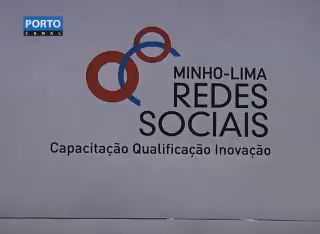 PORTO
CANAL
MINHO-LIMA
REDES
SOCIAIS
Capacitação Qualificação Inovação